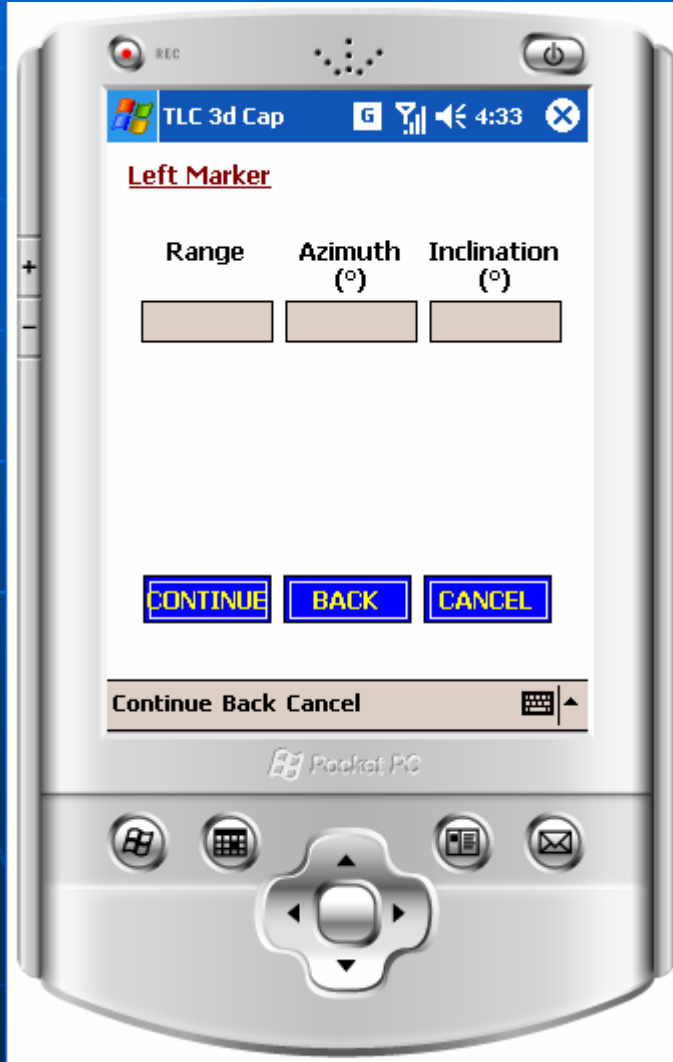 REC
TLC 3d Cap G 4:33
Left Marker
Range Azimuth (°) Inclination (°)
CONTINUE BACK CANCEL
Continue Back Cancel
Pocket PC
+
−